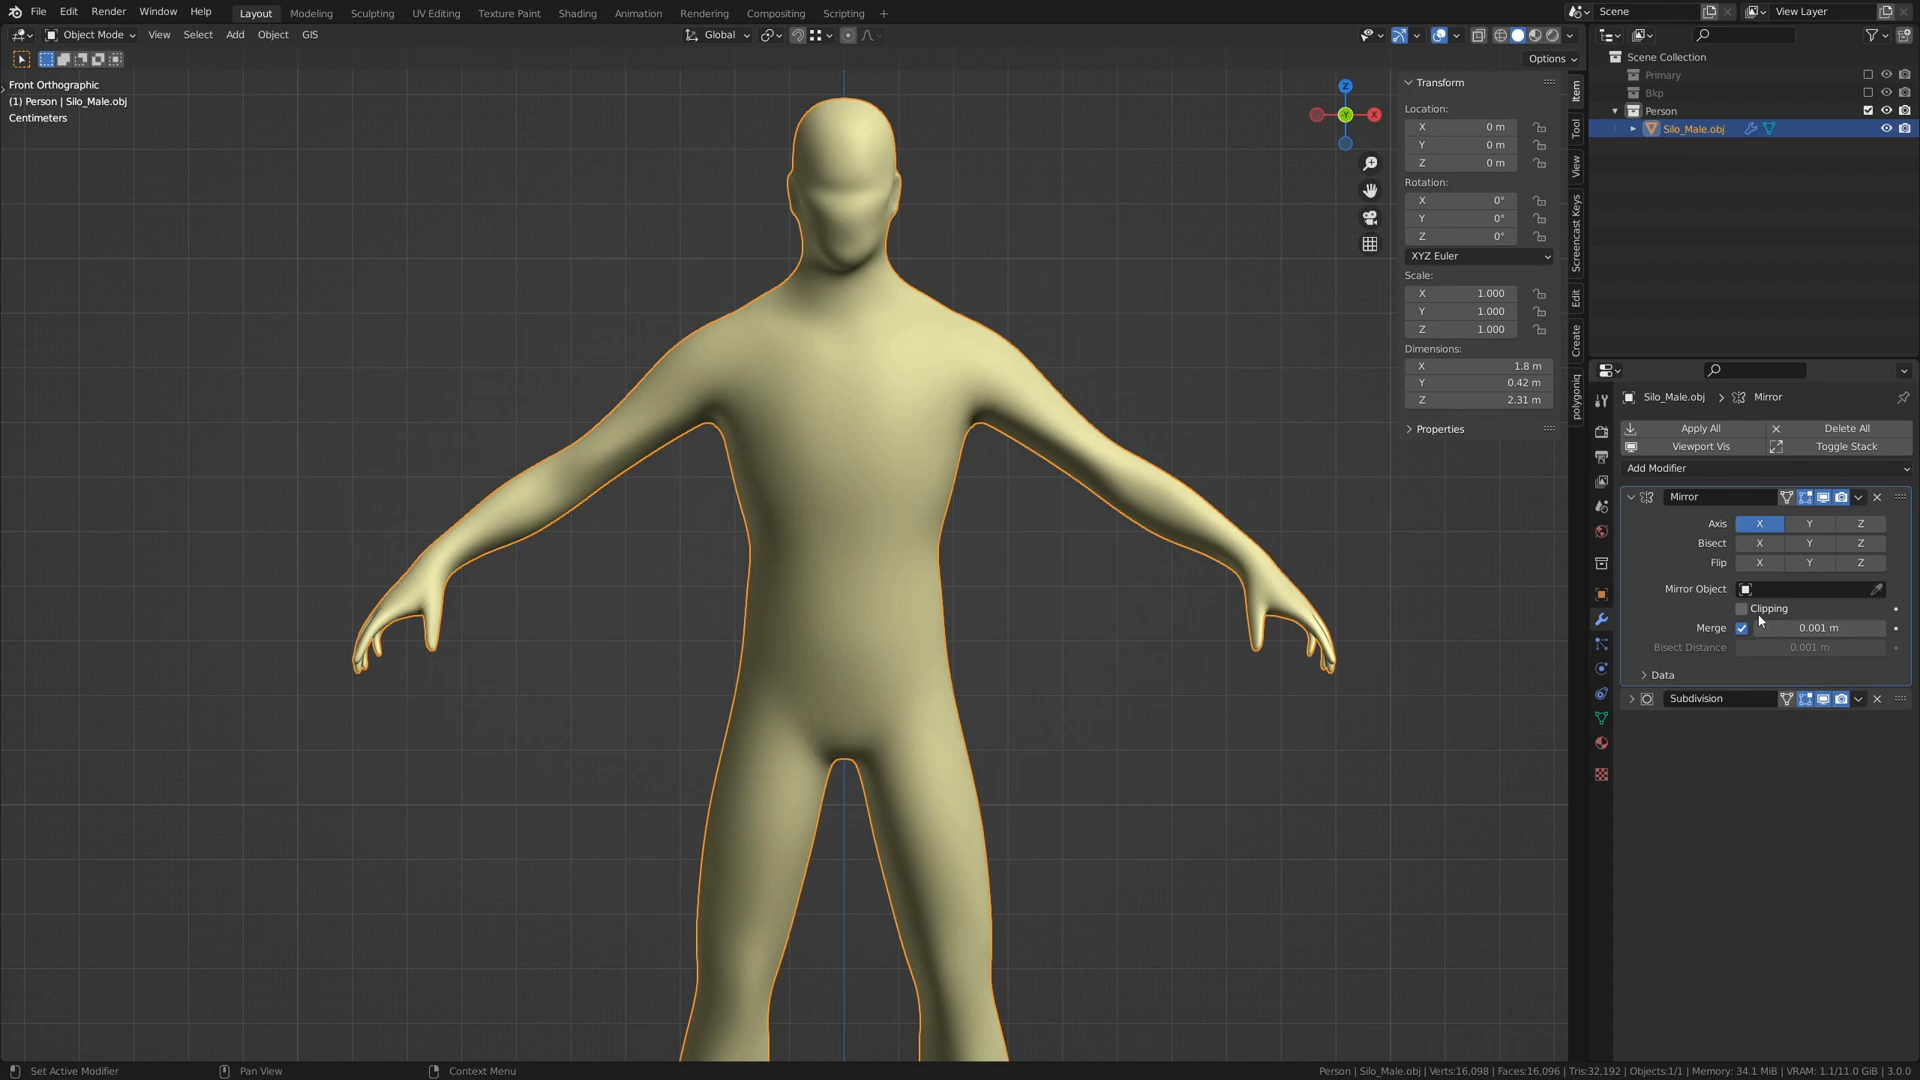 File Edit Render Window Help Layout Modeling Sculpting UV Editing Texture Paint Shading Animation Rendering Compositing Scripting + Scene View Layer
Object Mode View Select Add Object GIS Global
Options
Front Orthographic
(1) Person | Silo_Male.obj
Centimeters
Z
Y
X
Transform
Location:
X 0 m
Y 0 m
Z 0 m
Rotation:
X 0°
Y 0°
Z 0°
XYZ Euler
Scale:
X 1.000
Y 1.000
Z 1.000
Dimensions:
X 1.8 m
Y 0.42 m
Z 2.31 m
Properties
Item
Tool
View
Screencast Keys
Edit
Create
polygoniq
Scene Collection
Primary
Bkp
Person
Silo_Male.obj
Silo_Male.obj Mirror
Apply All Delete All
Viewport Vis Toggle Stack
Add Modifier
Mirror
Axis X Y Z
Bisect X Y Z
Flip X Y Z
Mirror Object
Clipping
Merge 0.001 m
Bisect Distance 0.001 m
Data
Subdivision
Set Active Modifier Pan View Context Menu Person | Silo_Male.obj | Verts:16,098 | Faces:16,096 | Tris:32,192 | Objects:1/1 | Memory: 34.1 MiB | VRAM: 1.1/11.0 GiB | 3.0.0